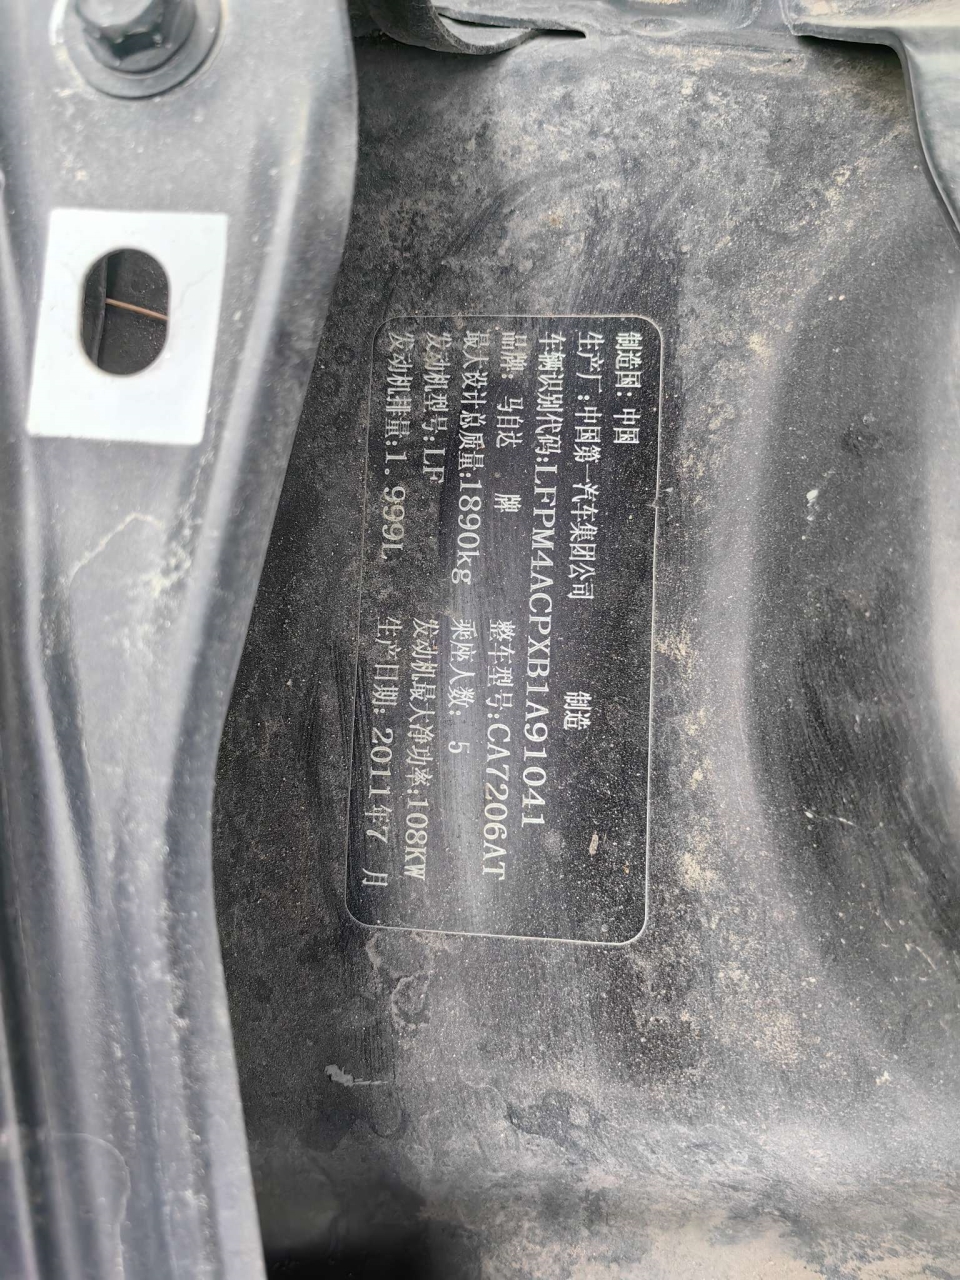 制造国：中国
生产厂:中国第一汽车集团公司 制造
车辆识别代码:LFPM4ACPXB1A91041
品牌：马自达 牌 整车型号:CA7206AT
最大设计总质量:1890kg 乘座人数：5
发动机型号:LF 发动机最大净功率:108KW
发动机排量:1.999L 生产日期：2011年7 月